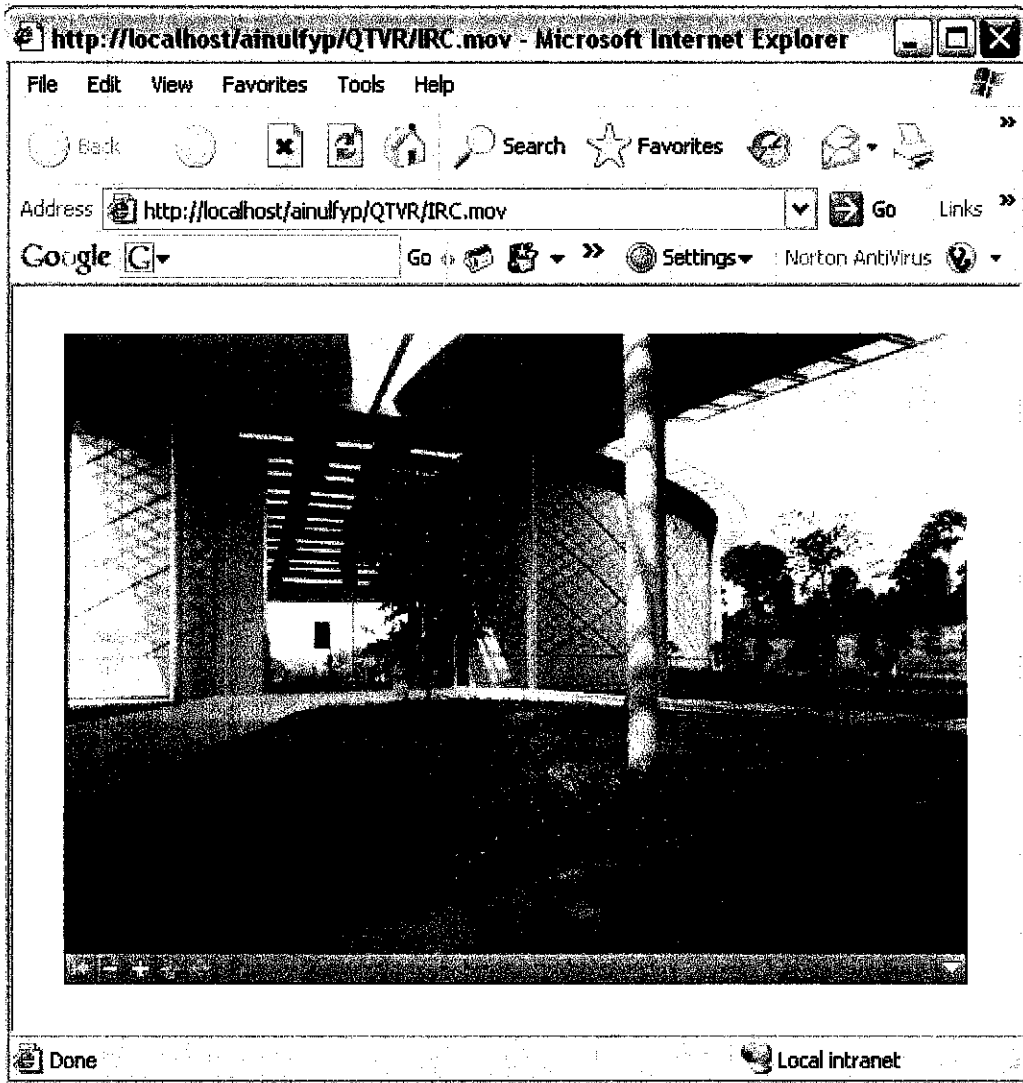 http://localhost/ainulfyp/QTVR/IRC.mov - Microsoft Internet Explorer
File Edit View Favorites Tools Help
Back Search Favorites
Address http://localhost/ainulfyp/QTVR/IRC.mov Go Links
Google G Go Settings Norton AntiVirus
Done Local intranet